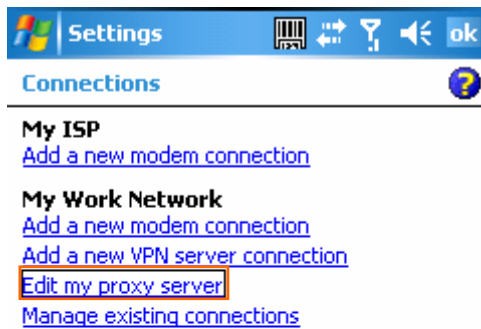 Settings
ok
Connections
?
My ISP
Add a new modem connection
My Work Network
Add a new modem connection
Add a new VPN server connection
Edit my proxy server
Manage existing connections